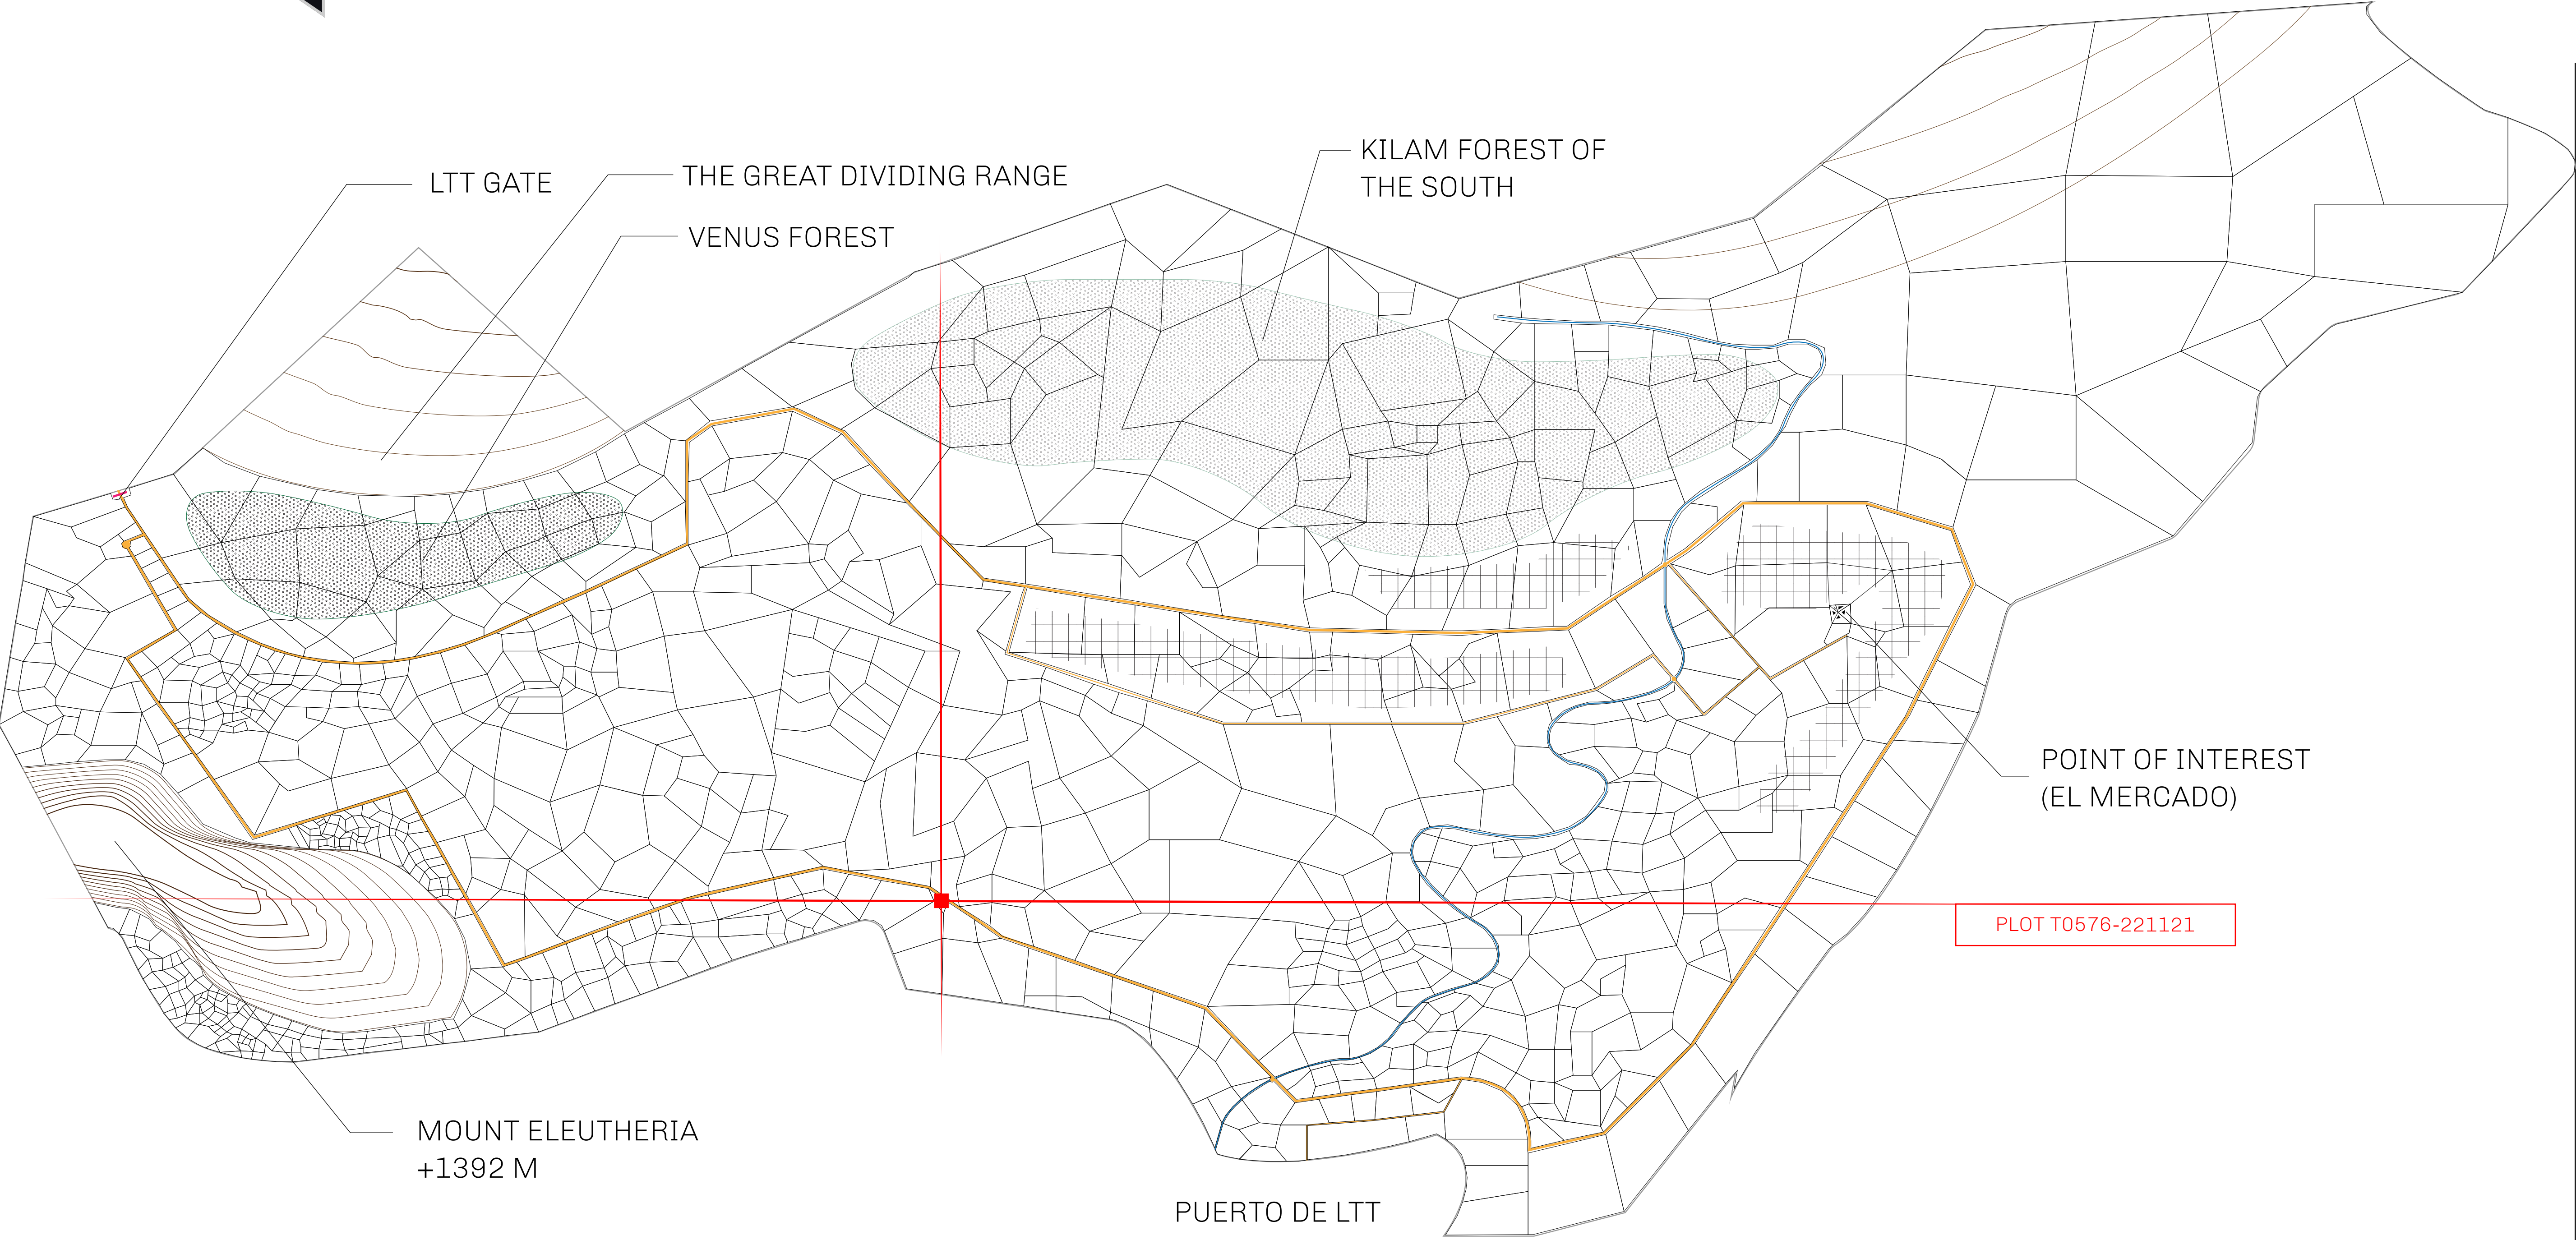 KILAM FOREST OF
THE SOUTH
LTT GATE
THE GREAT DIVIDING RANGE
VENUS FOREST
POINT OF INTEREST
(EL MERCADO)
PLOT T0576-221121
MOUNT ELEUTHERIA
+1392 M
PUERTO DE LTT